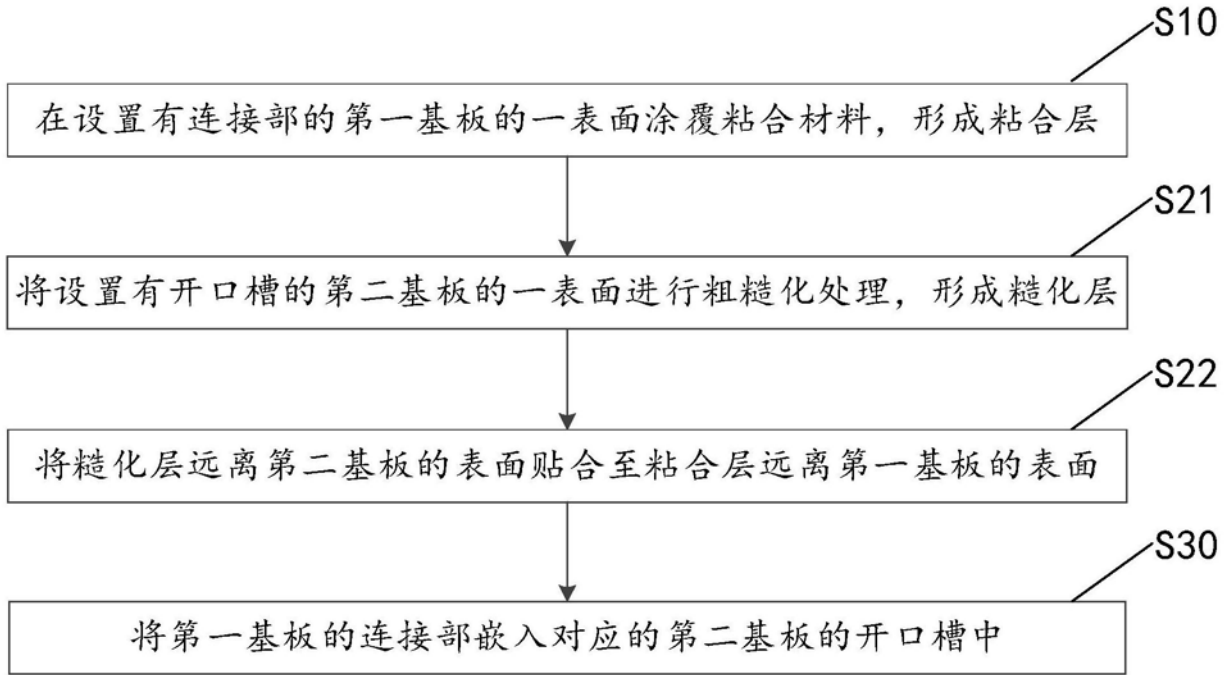 S10
在设置有连接部的第一基板的一表面涂覆粘合材料，形成粘合层
S21
将设置有开口槽的第二基板的一表面进行粗糙化处理，形成糙化层
S22
将糙化层远离第二基板的表面贴合至粘合层远离第一基板的表面
S30
将第一基板的连接部嵌入对应的第二基板的开口槽中